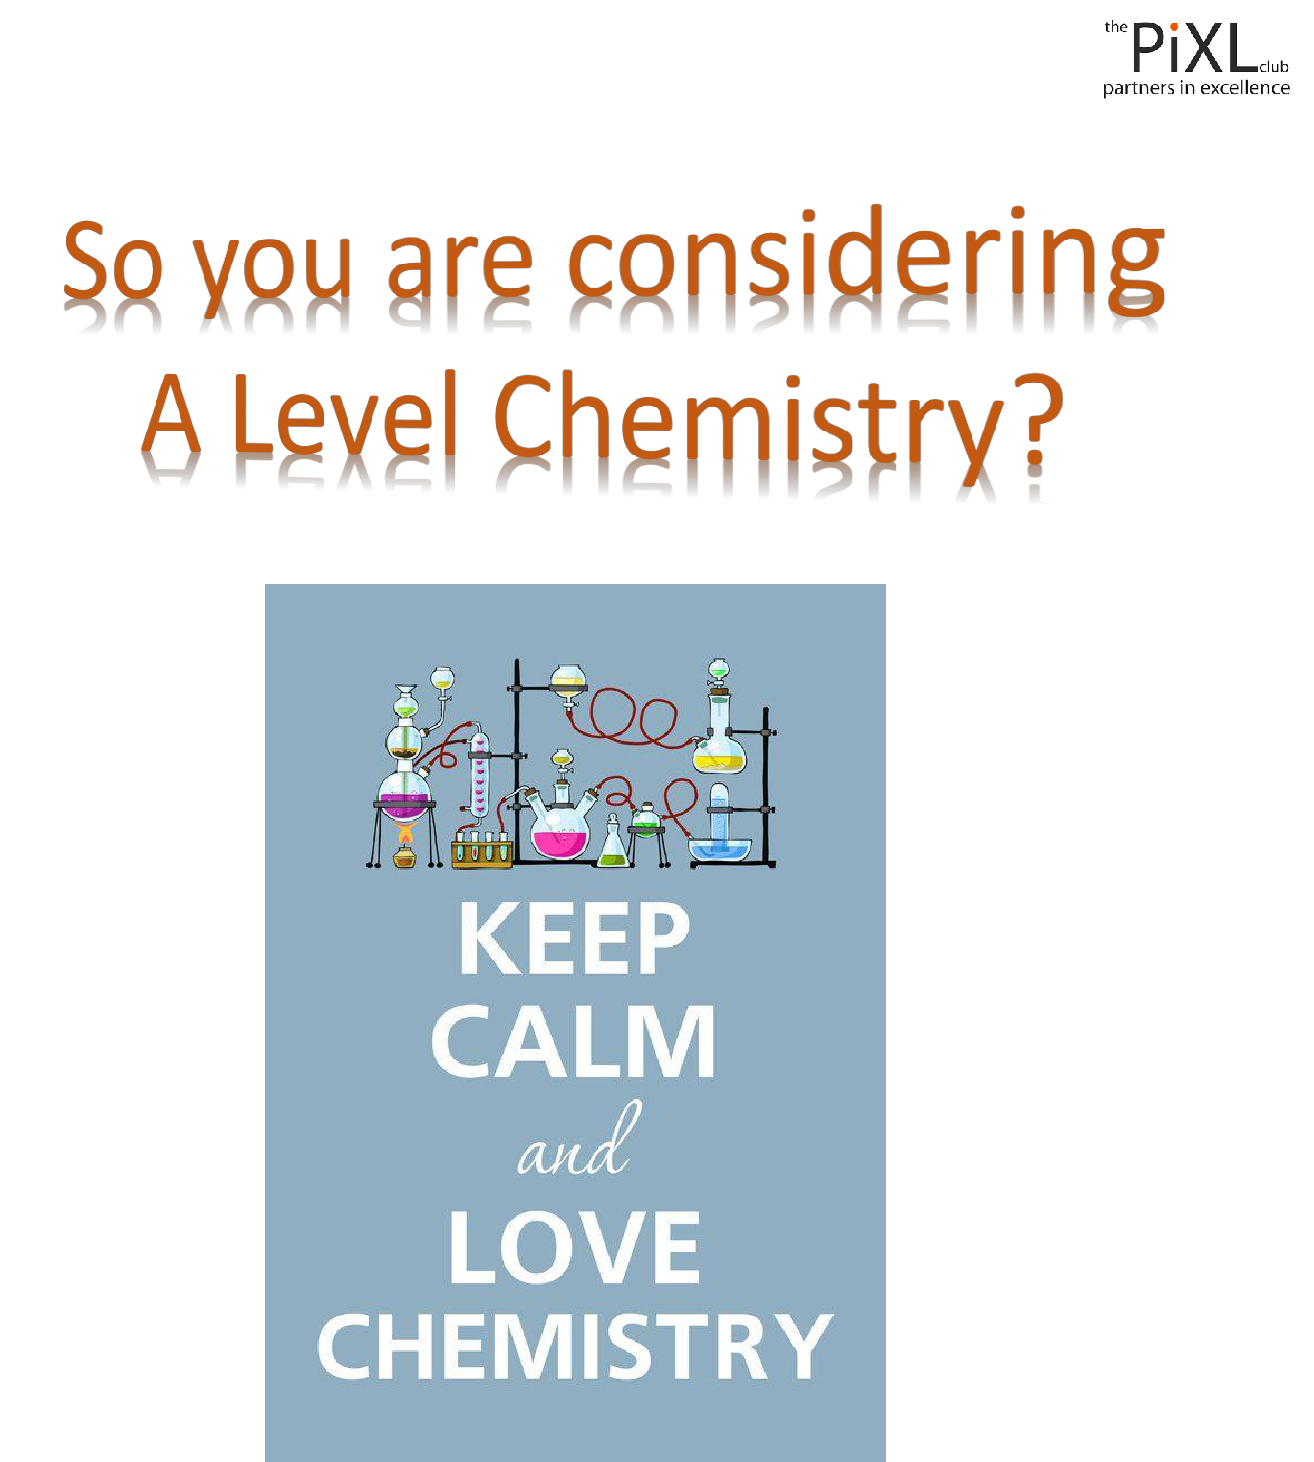 the PiXL club
partners in excellence
So you are considering
A Level Chemistry?
KEEP
CALM
and
LOVE
CHEMISTRY